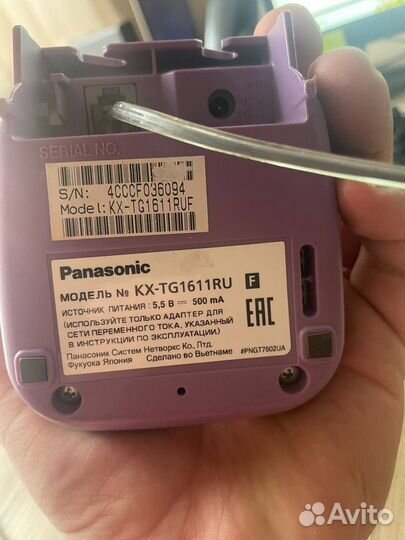 SERIAL NO.
S/N: 4CCCF036094
Model: KX-TG1611RUF
Panasonic
МОДЕЛЬ № KX-TG1611RU F
ИСТОЧНИК ПИТАНИЯ : 5,5 В 500 mA
(ИСПОЛЬЗУЙТЕ ТОЛЬКО АДАПТЕР ДЛЯ
СЕТИ ПЕРЕМЕННОГО ТОКА, УКАЗАННЫЙ
В ИНСТРУКЦИИ ПО ЭКСПЛУАТАЦИИ)
EAC
Панасоник Систем Нетворкс Ко., Лтд.
Фукуока Япония Сделано во Вьетнаме
#PNGT7602UA
Avito